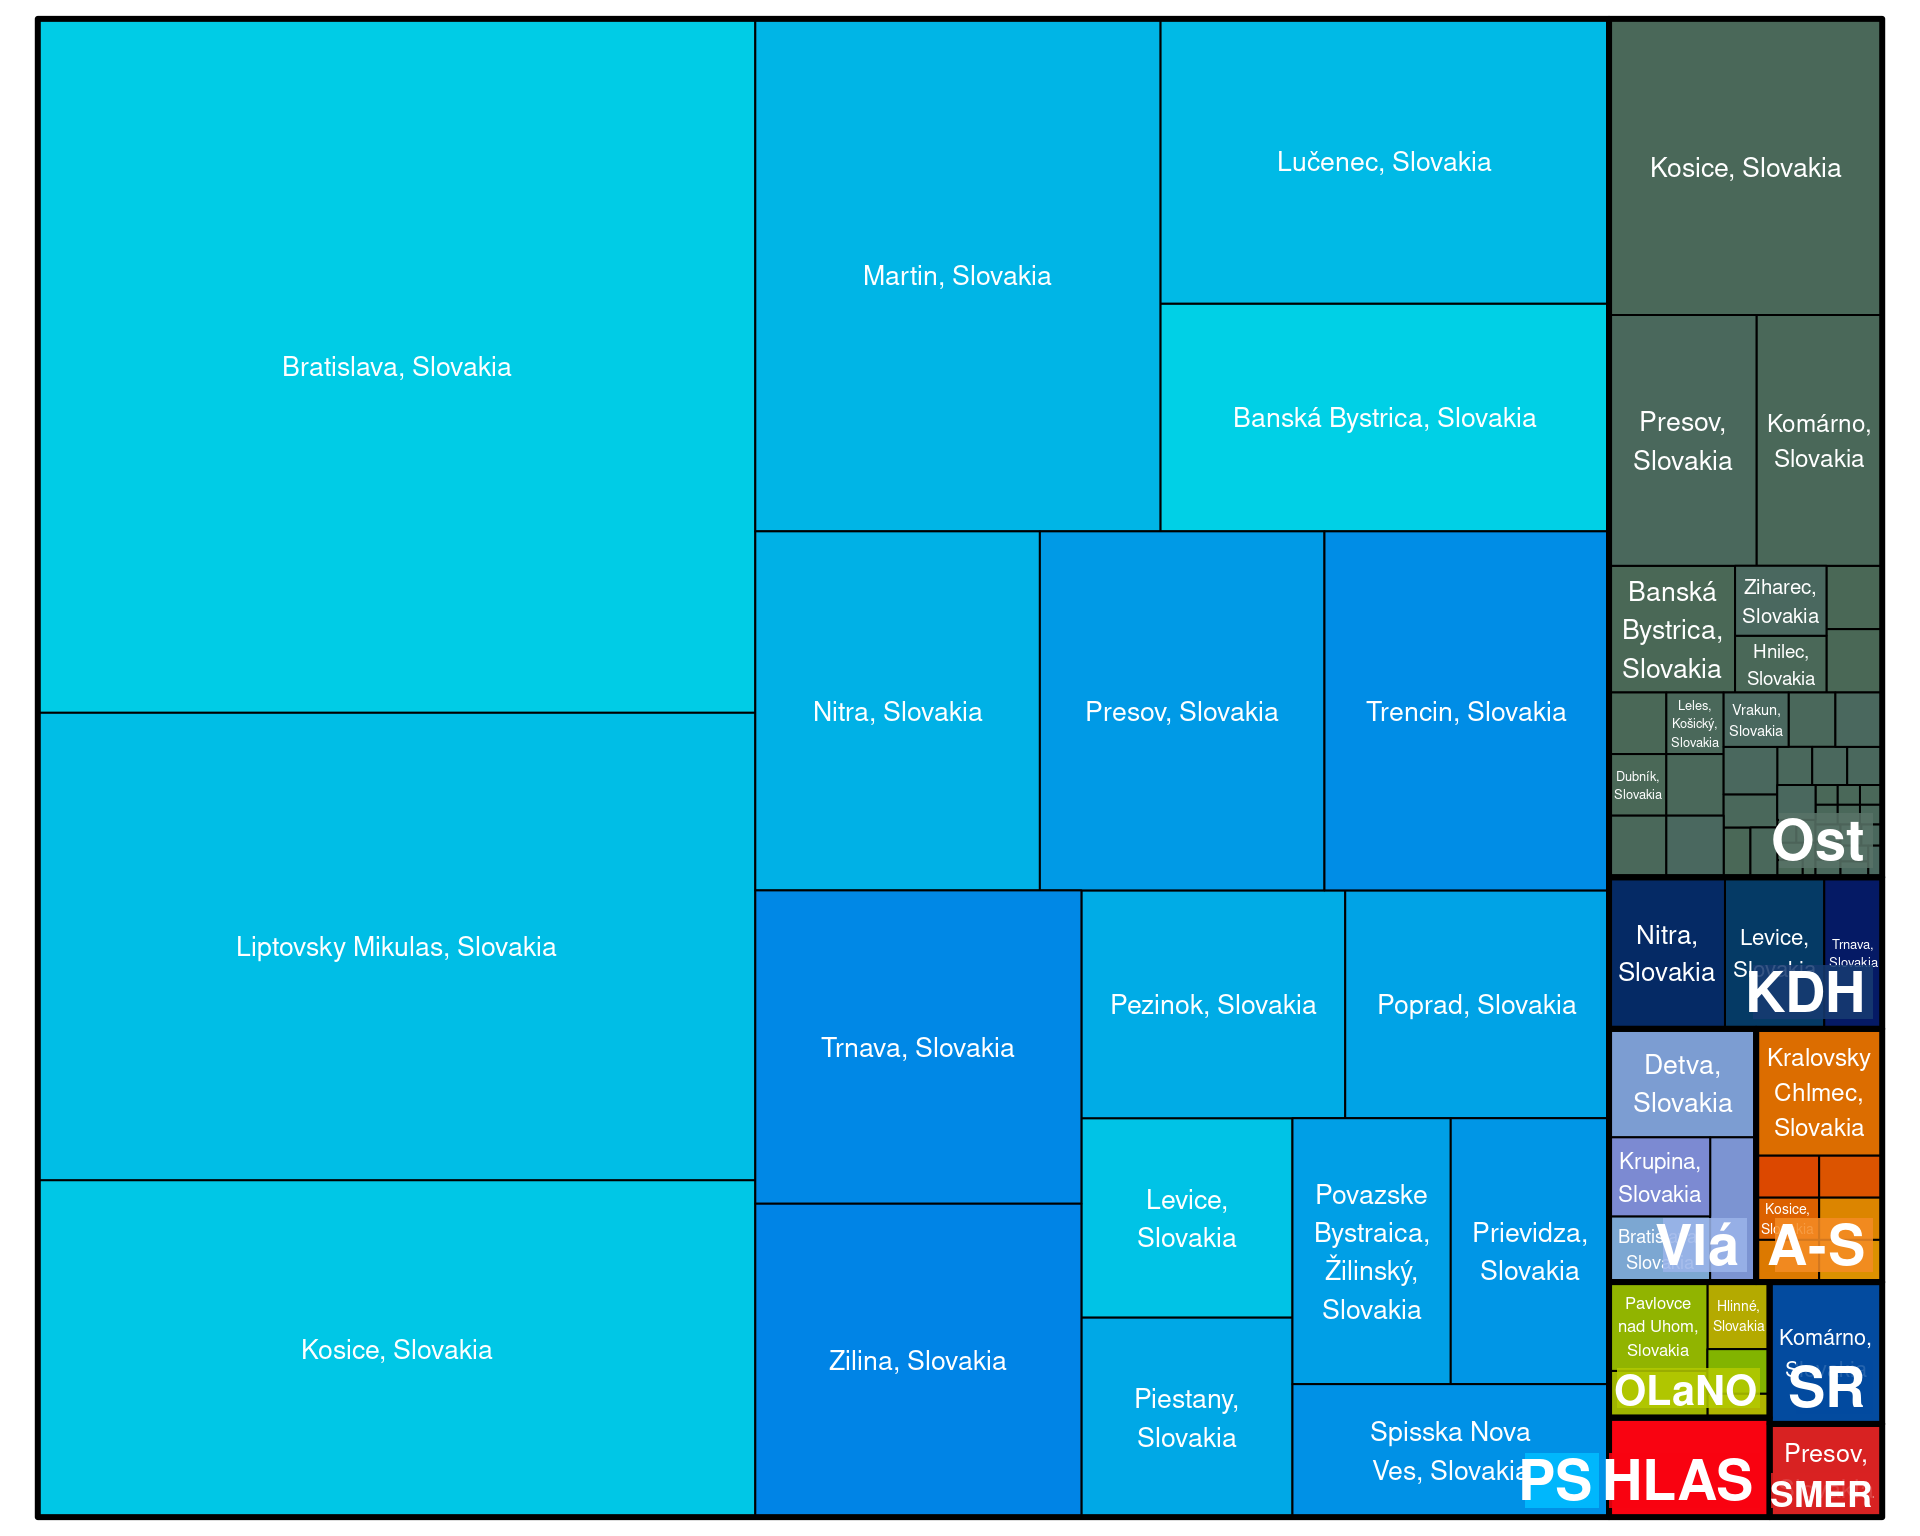 Bratislava, Slovakia
Liptovsky Mikulas, Slovakia
Kosice, Slovakia
Martin, Slovakia
Lučenec, Slovakia
Banská Bystrica, Slovakia
Nitra, Slovakia
Presov, Slovakia
Trencin, Slovakia
Trnava, Slovakia
Zilina, Slovakia
Pezinok, Slovakia
Poprad, Slovakia
Levice,
Slovakia
Piestany,
Slovakia
Povazske
Bystraica,
Žilinský,
Slovakia
Prievidza,
Slovakia
Spisska Nova
Ves, Slovakia
PS
Kosice, Slovakia
Presov,
Slovakia
Komárno,
Slovakia
Banská
Bystrica,
Slovakia
Ziharec,
Slovakia
Hnilec,
Slovakia
Leles,
Košický,
Slovakia
Vrakun,
Slovakia
Dubník,
Slovakia
Ost
Nitra,
Slovakia
Levice,
Slovakia
Trnava,
Slovakia
KDH
Detva,
Slovakia
Krupina,
Slovakia
Slovakia
Vlá
Kralovsky
Chlmec,
Slovakia
Kosice,
Slovakia
A-S
Pavlovce
nad Uhom,
Slovakia
Hlinné,
Slovakia
OLaNO
Komárno,
Slovakia
SR
HLAS
Presov,
SMER